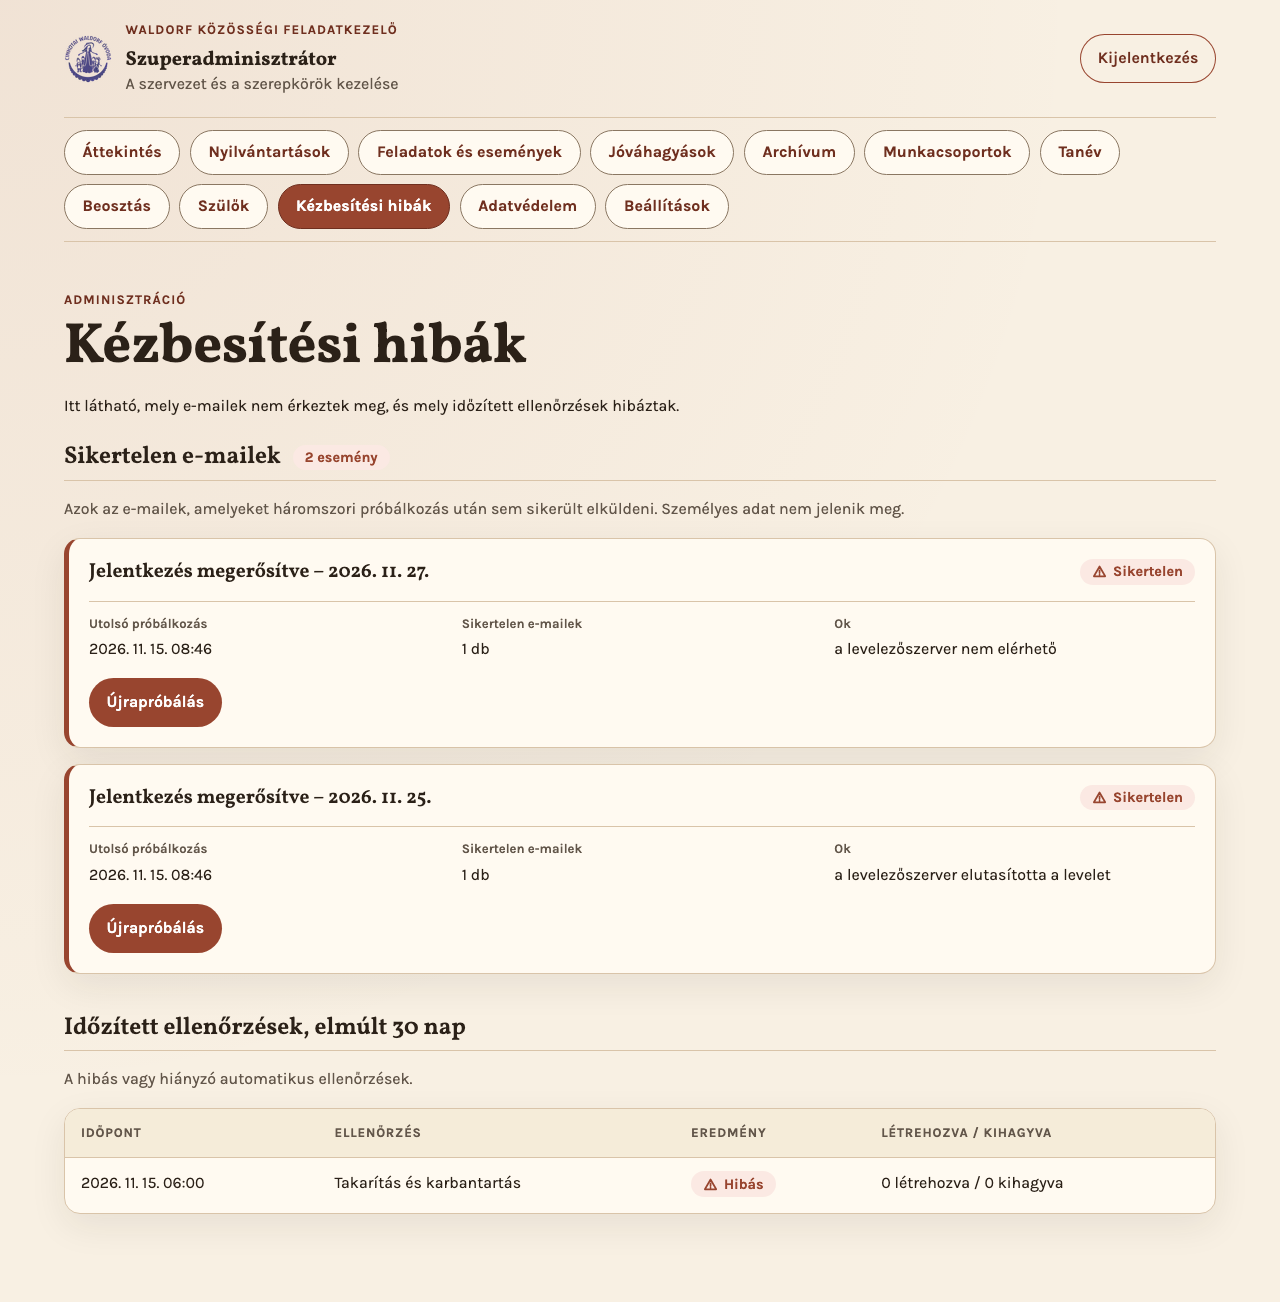 WALDORF KÖZÖSSÉGI FELADATKEZELŐ
Szuperadminisztrátor
A szervezet és a szerepkörök kezelése
Kijelentkezés
Áttekintés Nyilvántartások Feladatok és események Jóváhagyások Archívum Munkacsoportok Tanév
Beosztás Szülők Kézbesítési hibák Adatvédelem Beállítások
ADMINISZTRÁCIÓ
Kézbesítési hibák
Itt látható, mely e-mailek nem érkeztek meg, és mely időzített ellenőrzések hibáztak.
Sikertelen e-mailek 2 esemény
Azok az e-mailek, amelyeket háromszori próbálkozás után sem sikerült elküldeni. Személyes adat nem jelenik meg.
Jelentkezés megerősítve – 2026. 11. 27. Sikertelen
Utolsó próbálkozás Sikertelen e-mailek Ok
2026. 11. 15. 08:46 1 db a levelezőszerver nem elérhető
Újrapróbálás
Jelentkezés megerősítve – 2026. 11. 25. Sikertelen
Utolsó próbálkozás Sikertelen e-mailek Ok
2026. 11. 15. 08:46 1 db a levelezőszerver elutasította a levelet
Újrapróbálás
Időzített ellenőrzések, elmúlt 30 nap
A hibás vagy hiányzó automatikus ellenőrzések.
IDŐPONT ELLENŐRZÉS EREDMÉNY LÉTREHOZVA / KIHAGYVA
2026. 11. 15. 06:00 Takarítás és karbantartás Hibás 0 létrehozva / 0 kihagyva